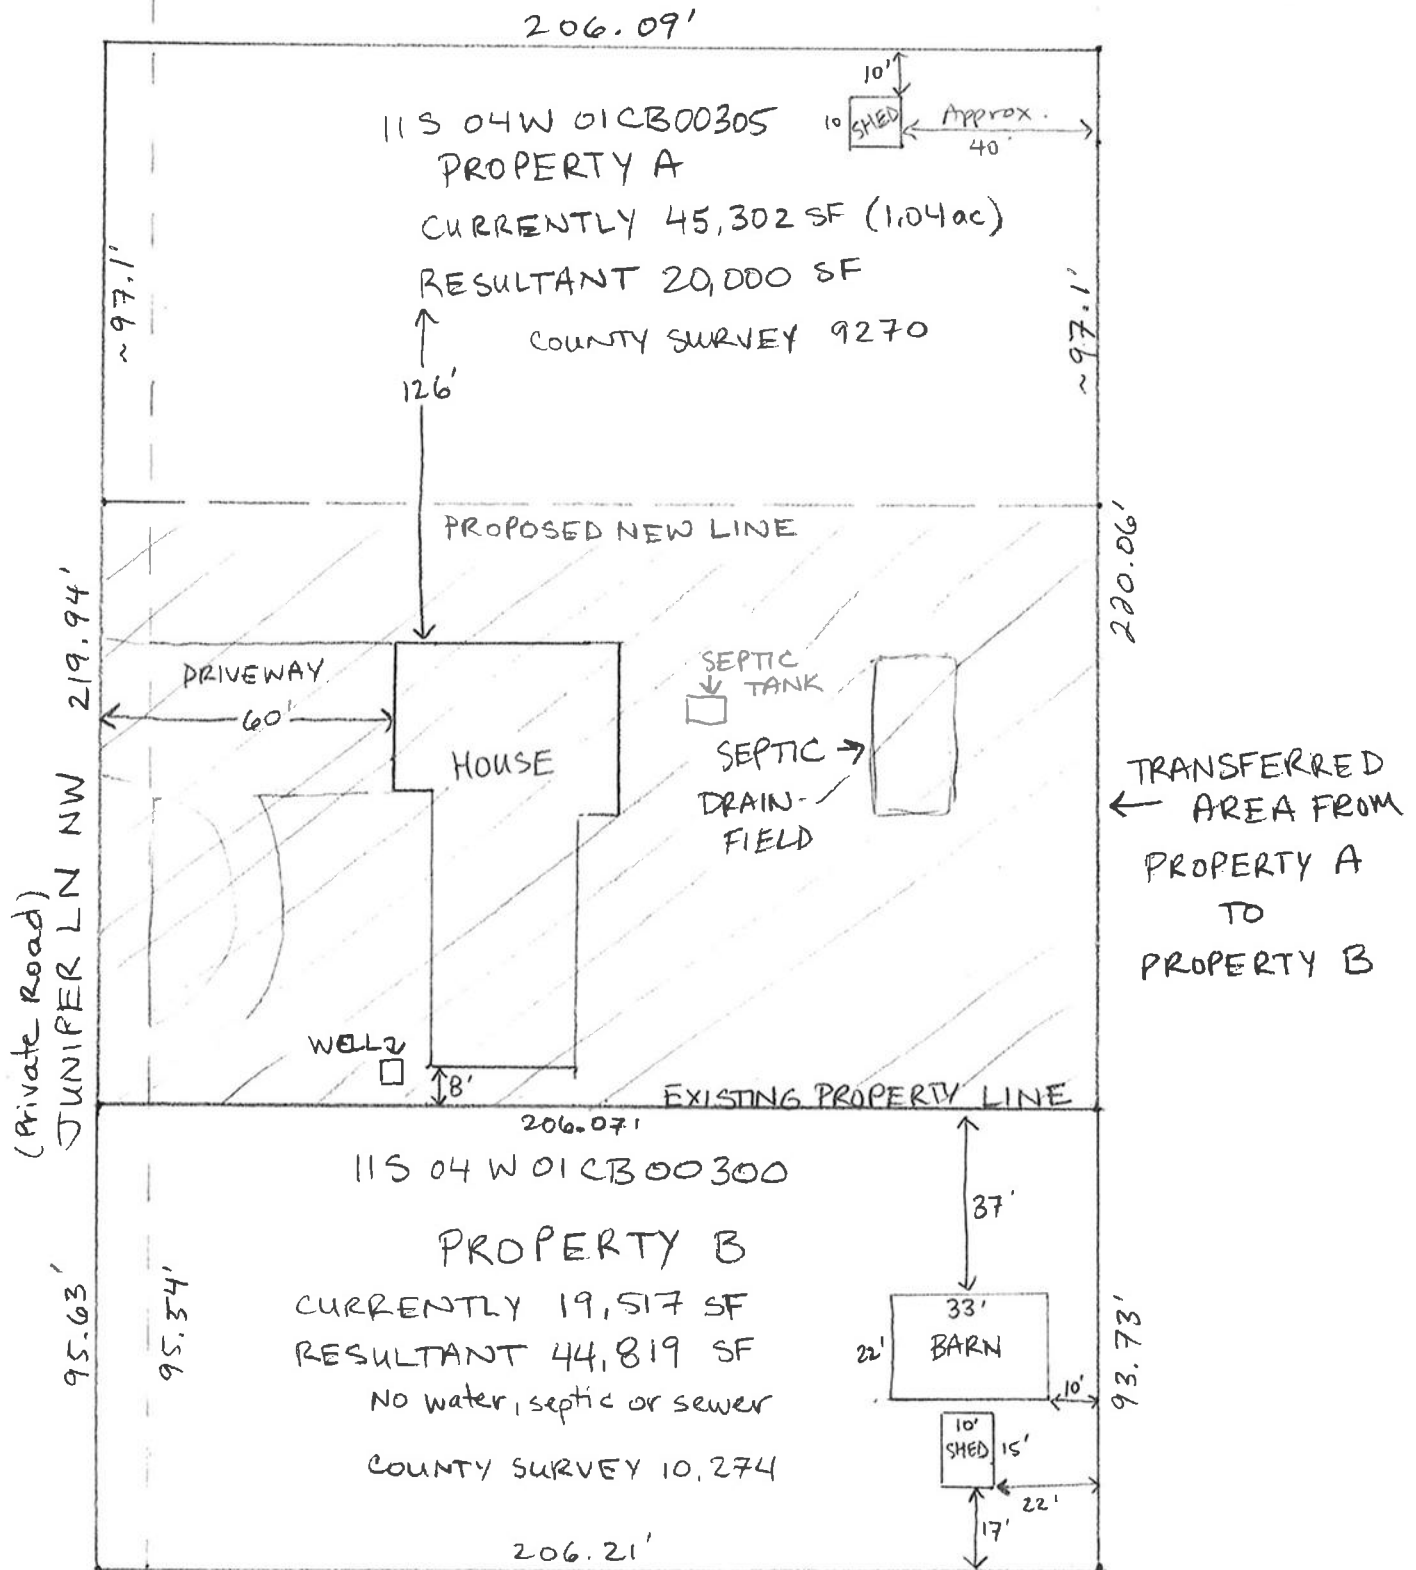 206.09'
10'
10
SHED
Approx.
40'
11S 04W 01CB00305
PROPERTY A
CURRENTLY 45,302 SF (1.04ac)
RESULTANT 20,000 SF
COUNTY SURVEY 9270
~97.1'
~97.1'
126'
PROPOSED NEW LINE
220.06'
219.94'
DRIVEWAY
60'
HOUSE
SEPTIC
TANK
SEPTIC
DRAIN-
FIELD
TRANSFERRED
AREA FROM
PROPERTY A
TO
PROPERTY B
(Private Road)
JUNIPER LN NW
WELL
8'
EXISTING PROPERTY LINE
206.07'
11S 04W 01CB00300
37'
PROPERTY B
CURRENTLY 19,517 SF
RESULTANT 44,819 SF
No water, septic or sewer
COUNTY SURVEY 10,274
95.63'
95.54'
33'
22'
BARN
10'
93.73'
10'
SHED
15'
22'
17'
206.21'